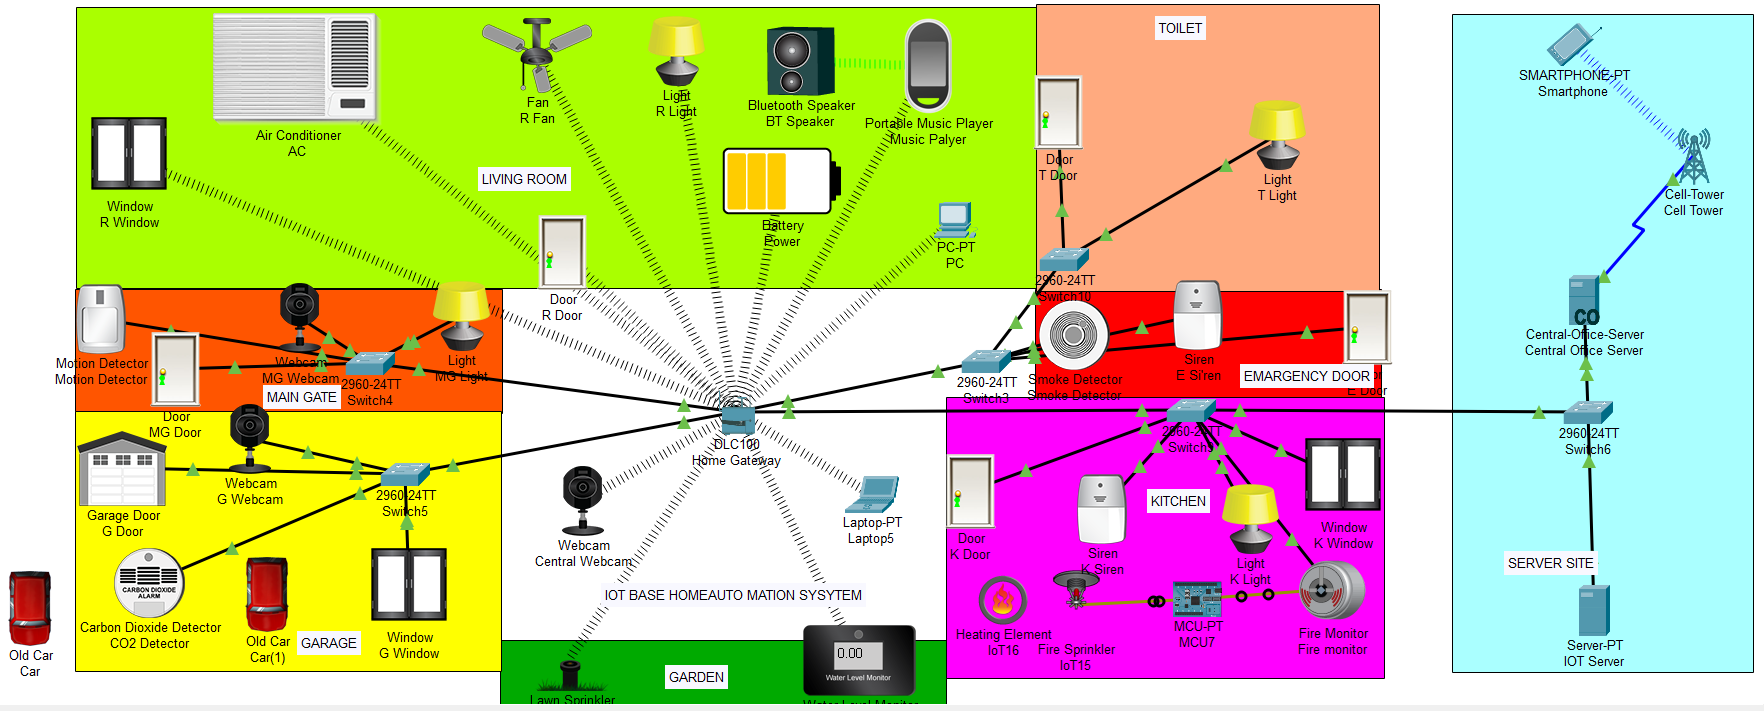 TOILET
SMARTPHONE-PT
Smartphone
Air Conditioner
AC
Fan
R Fan
Light
R Light
Bluetooth Speaker
BT Speaker
Portable Music Player
Music Palyer
Window
R Window
LIVING ROOM
Battery
Power
PC-PT
PC
Door
R Door
Door
T Door
Light
T Light
Cell-Tower
Cell Tower
2960-24TT
Switch10
CO
Central-Office-Server
Central Office Server
Motion Detector
Motion Detector
Webcam
MG Webcam
2960-24TT
Switch4
Light
MG Light
MAIN GATE
Door
MG Door
2960-24TT
Switch3
Smoke Detector
Smoke Detector
Siren
E Siren
EMARGENCY DOOR
E Door
DLC100
Home Gateway
2960-24TT
2960-24TT
Switch6
Webcam
G Webcam
2960-24TT
Switch5
Garage Door
G Door
Webcam
Central Webcam
Laptop-PT
Laptop5
Door
K Door
KITCHEN
Siren
K Siren
Light
K Light
Window
K Window
CARBON DIOXIDE
ALARM
Carbon Dioxide Detector
CO2 Detector
Old Car
Car(1)
GARAGE
Window
G Window
IOT BASE HOMEAUTO MATION SYSYTEM
SERVER SITE
Heating Element
IoT16
Fire Sprinkler
IoT15
MCU-PT
MCU7
Fire Monitor
Fire monitor
Server-PT
IOT Server
Old Car
Car
0.00
Water Level Monitor
GARDEN
Lawn Sprinkler
Water Level Monitor